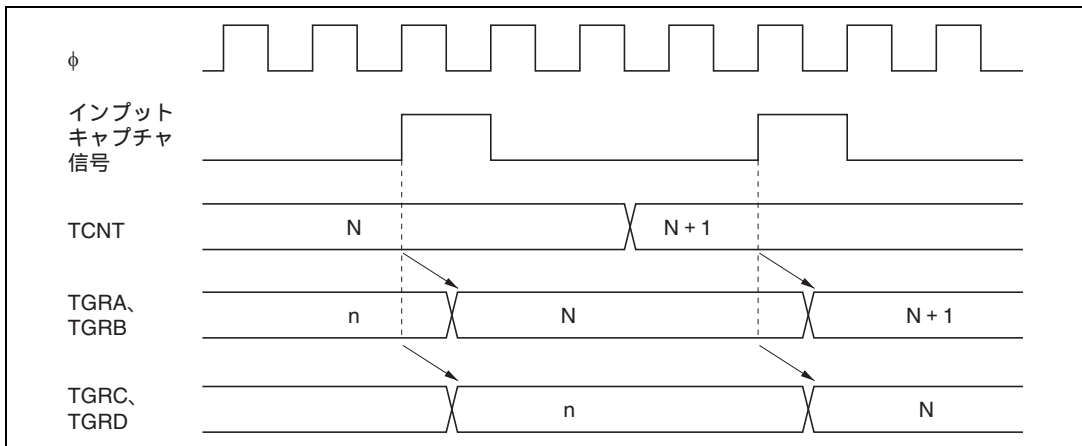 φ
インプット
キャプチャ
信号
TCNT
N
N + 1
TGRA、
TGRB
n
N
N + 1
TGRC、
TGRD
n
N